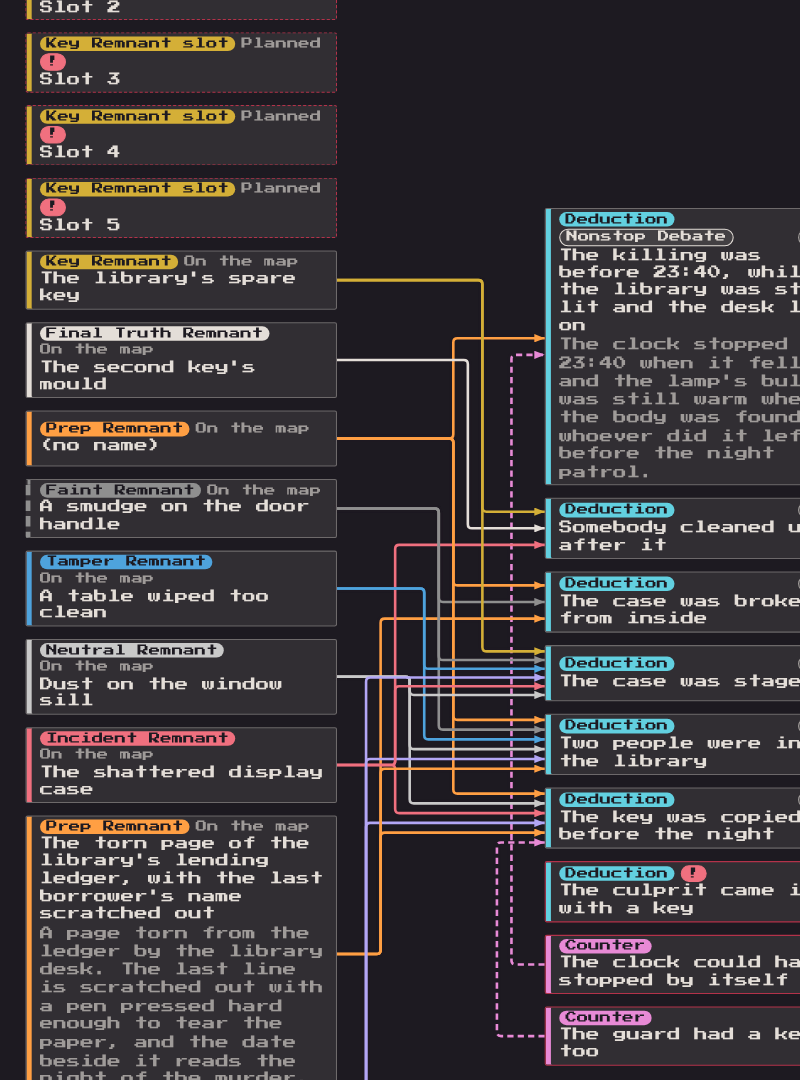 Slot 2
Key Remnant slot Planned
!
Slot 3
Key Remnant slot Planned
!
Slot 4
Key Remnant slot Planned
!
Slot 5
Key Remnant On the map
The library's spare
key
Final Truth Remnant
On the map
The second key's
mould
Prep Remnant On the map
(no name)
Faint Remnant On the map
A smudge on the door
handle
Tamper Remnant
On the map
A table wiped too
clean
Neutral Remnant
On the map
Dust on the window
sill
Incident Remnant
On the map
The shattered display
case
Prep Remnant On the map
The torn page of the
library's lending
ledger, with the last
borrower's name
scratched out
A page torn from the
ledger by the library
desk. The last line
is scratched out with
a pen pressed hard
enough to tear the
paper, and the date
beside it reads the
night of the murder
Deduction
Nonstop Debate
The killing was
before 23:40, whil
the library was st
lit and the desk l
on
The clock stopped
23:40 when it fell
and the lamp's bul
was still warm whe
the body was found
whoever did it lef
before the night
patrol.
Deduction
Somebody cleaned u
after it
Deduction
The case was broke
from inside
Deduction
The case was stage
Deduction
Two people were in
the library
Deduction
The key was copied
before the night
Deduction !
The culprit came i
with a key
Counter
The clock could ha
stopped by itself
Counter
The guard had a ke
too